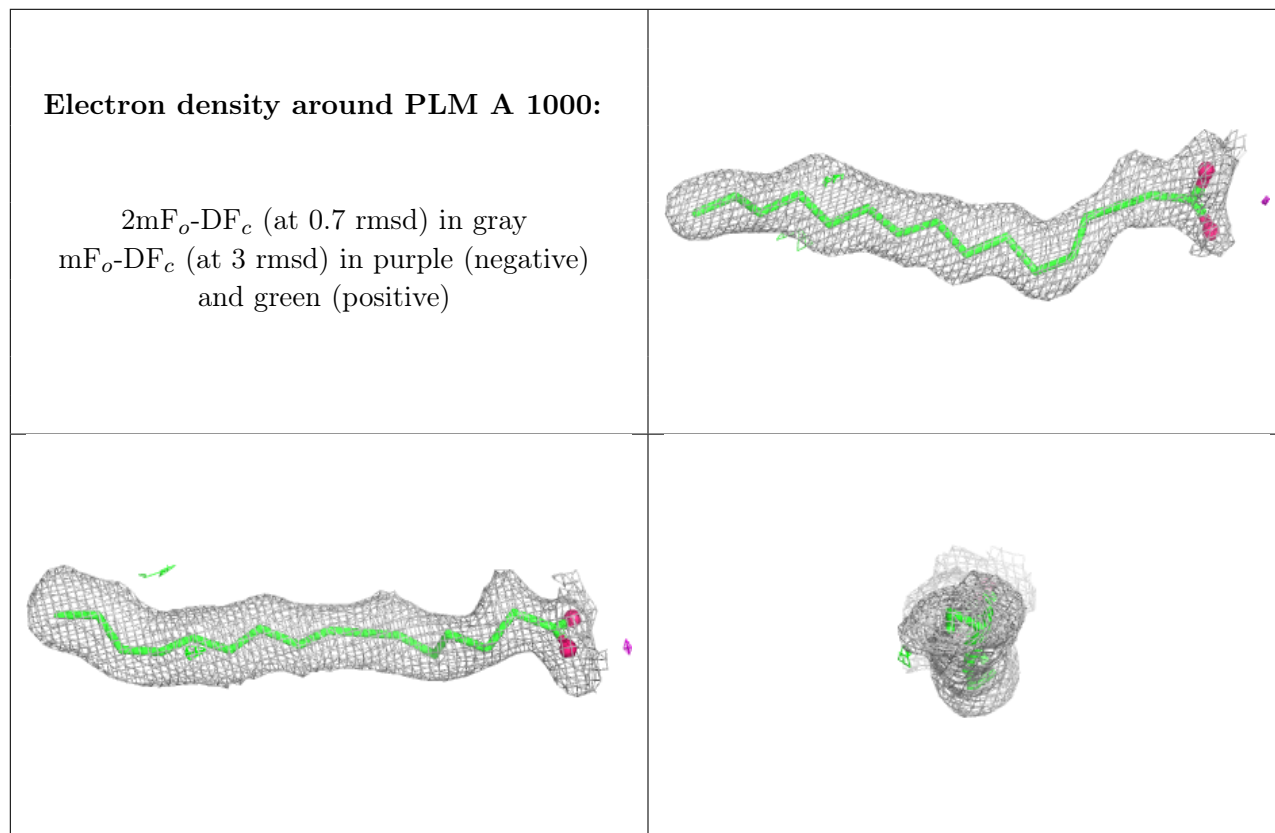 Electron density around PLM A 1000:
2mFₒ-DF𝒸 (at 0.7 rmsd) in gray
mFₒ-DF𝒸 (at 3 rmsd) in purple (negative)
and green (positive)